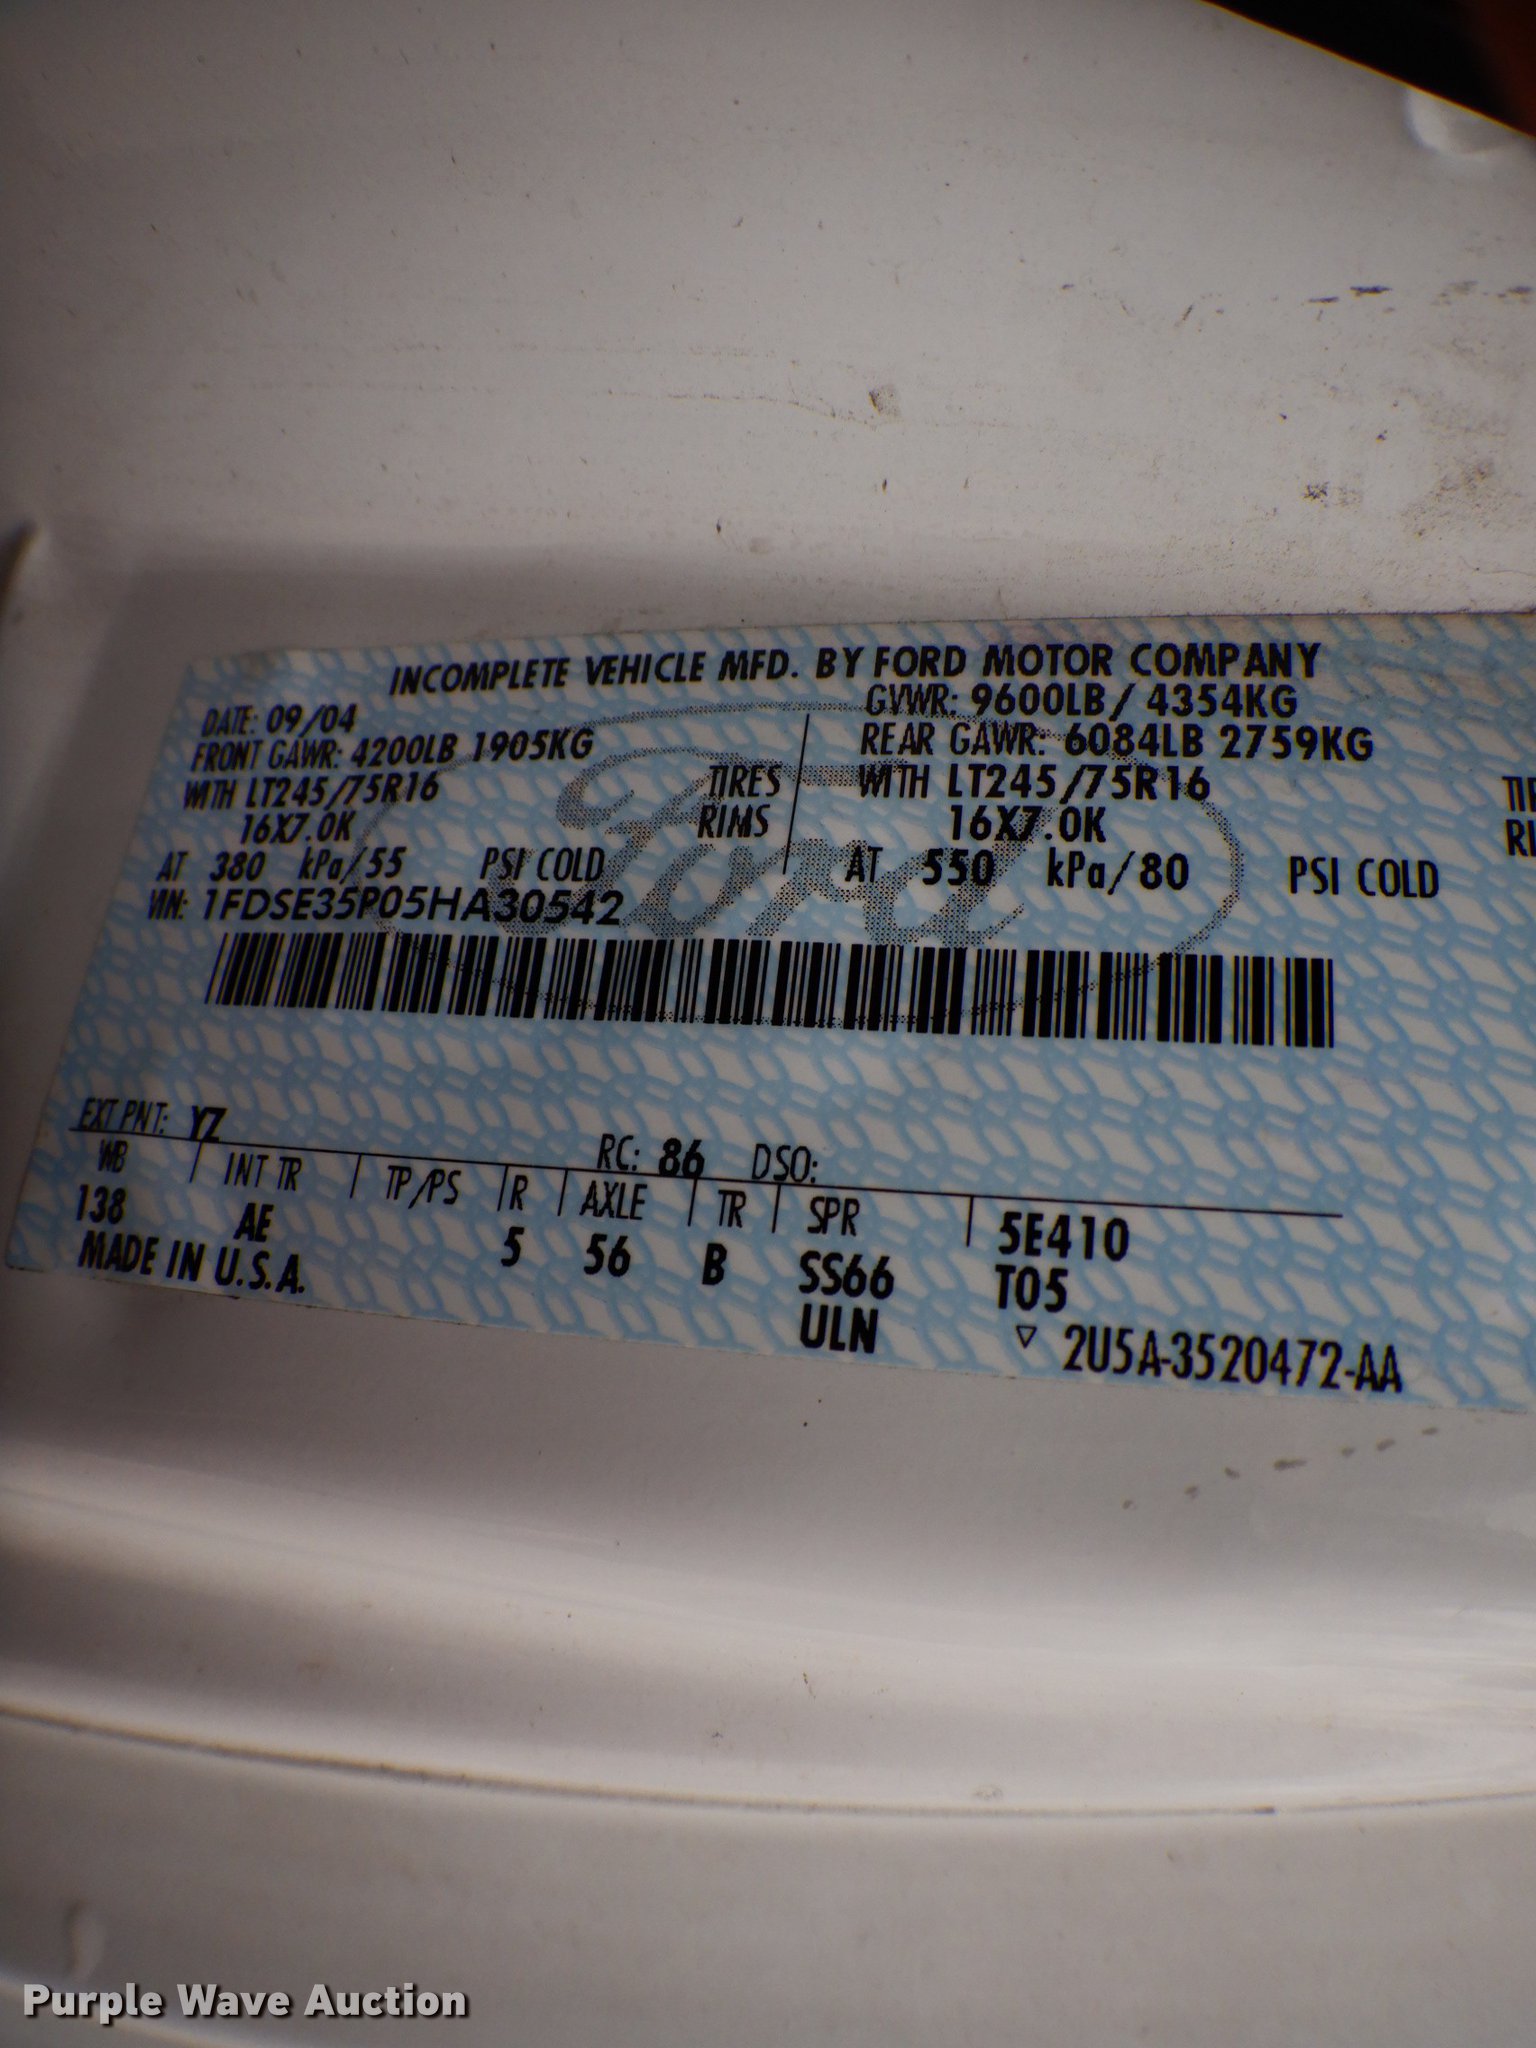 INCOMPLETE VEHICLE MFD. BY FORD MOTOR COMPANY
DATE: 09/04 GVWR: 9600LB/ 4354KG
FRONT GAWR: 4200LB 1905KG REAR GAWR: 6084LB 2759KG
WITH LT245/75R16 TIRES WITH LT245/75R16
16X7.0K RIMS 16X7.0K
AT 380 kPa/55 PSI COLD AT 550 kPa/80 PSI COLD
VIN: 1FDSE35P05HA30542
Ford
EXT PNT: YZ RC: 86 DSO:
WB INT TR TP/PS R AXLE TR SPR
138 AE 5 56 B SS66 5E410
MADE IN U.S.A. ULN T05
2U5A-3520472-AA
Purple Wave Auction